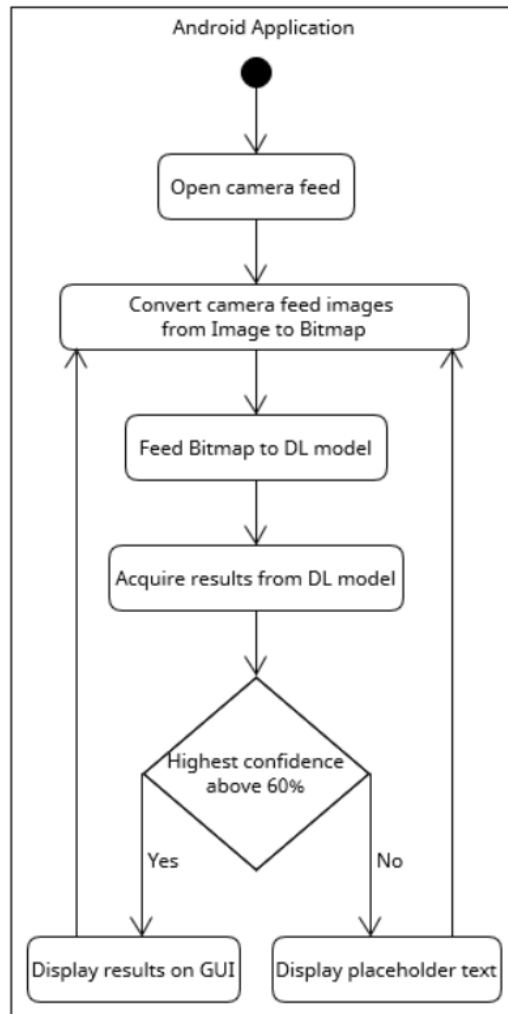 Android Application
Open camera feed
Convert camera feed images
from Image to Bitmap
Feed Bitmap to DL model
Acquire results from DL model
Highest confidence
above 60%
Yes
No
Display results on GUI
Display placeholder text